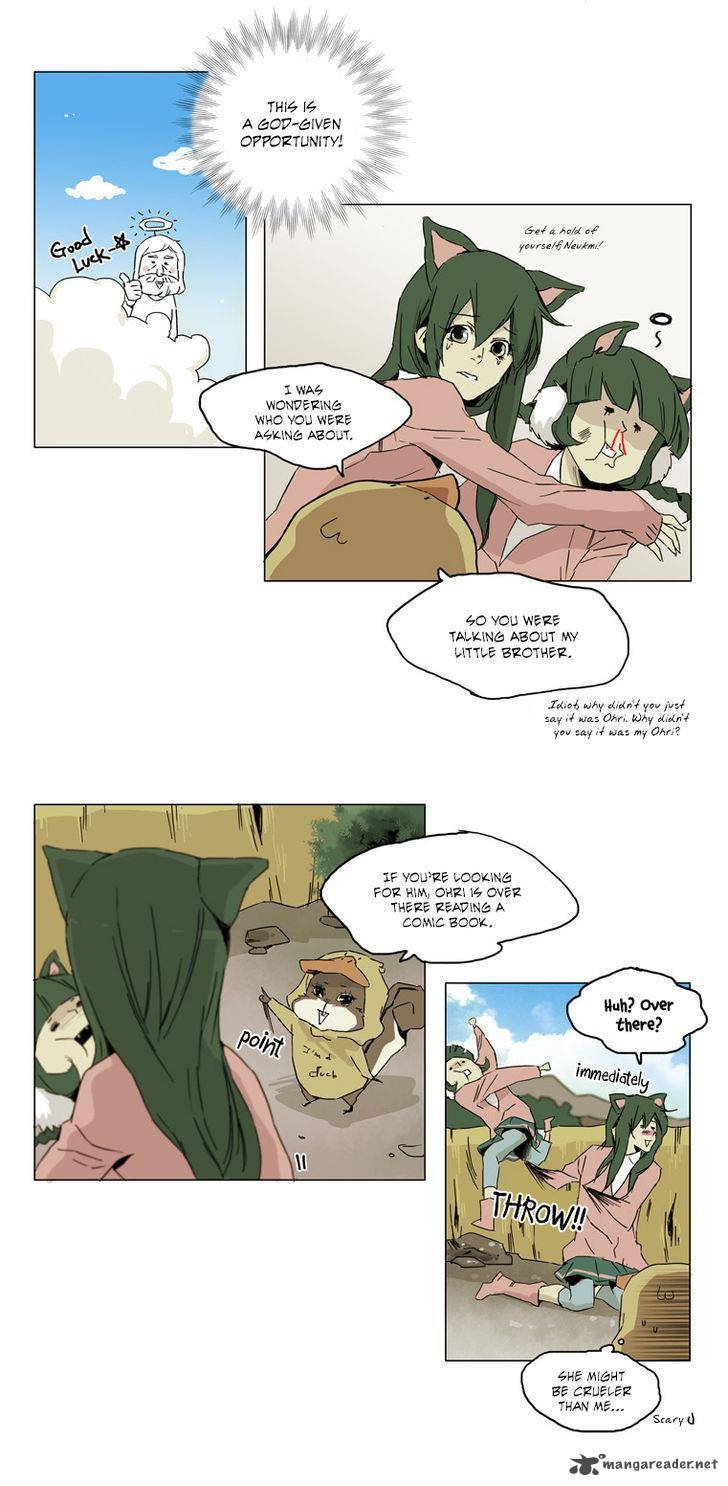 THIS IS
A GOD-GIVEN
OPPORTUNITY!
Good
Luck-☆
Get a hold of
yourself, Neukmi!
I WAS
WONDERING
WHO YOU WERE
ASKING ABOUT.
SO YOU WERE
TALKING ABOUT MY
LITTLE BROTHER.
Idiot, why didn't you just
say it was Ohri. Why didn't
you say it was my Ohri?
IF YOU'RE LOOKING
FOR HIM, OHRI IS OVER
THERE READING A
COMIC BOOK.
point
I'm a
duck
Huh? Over
there?
immediately
THROW!!
SHE MIGHT
BE CRUELER
THAN ME...
Scary
mangareader.net